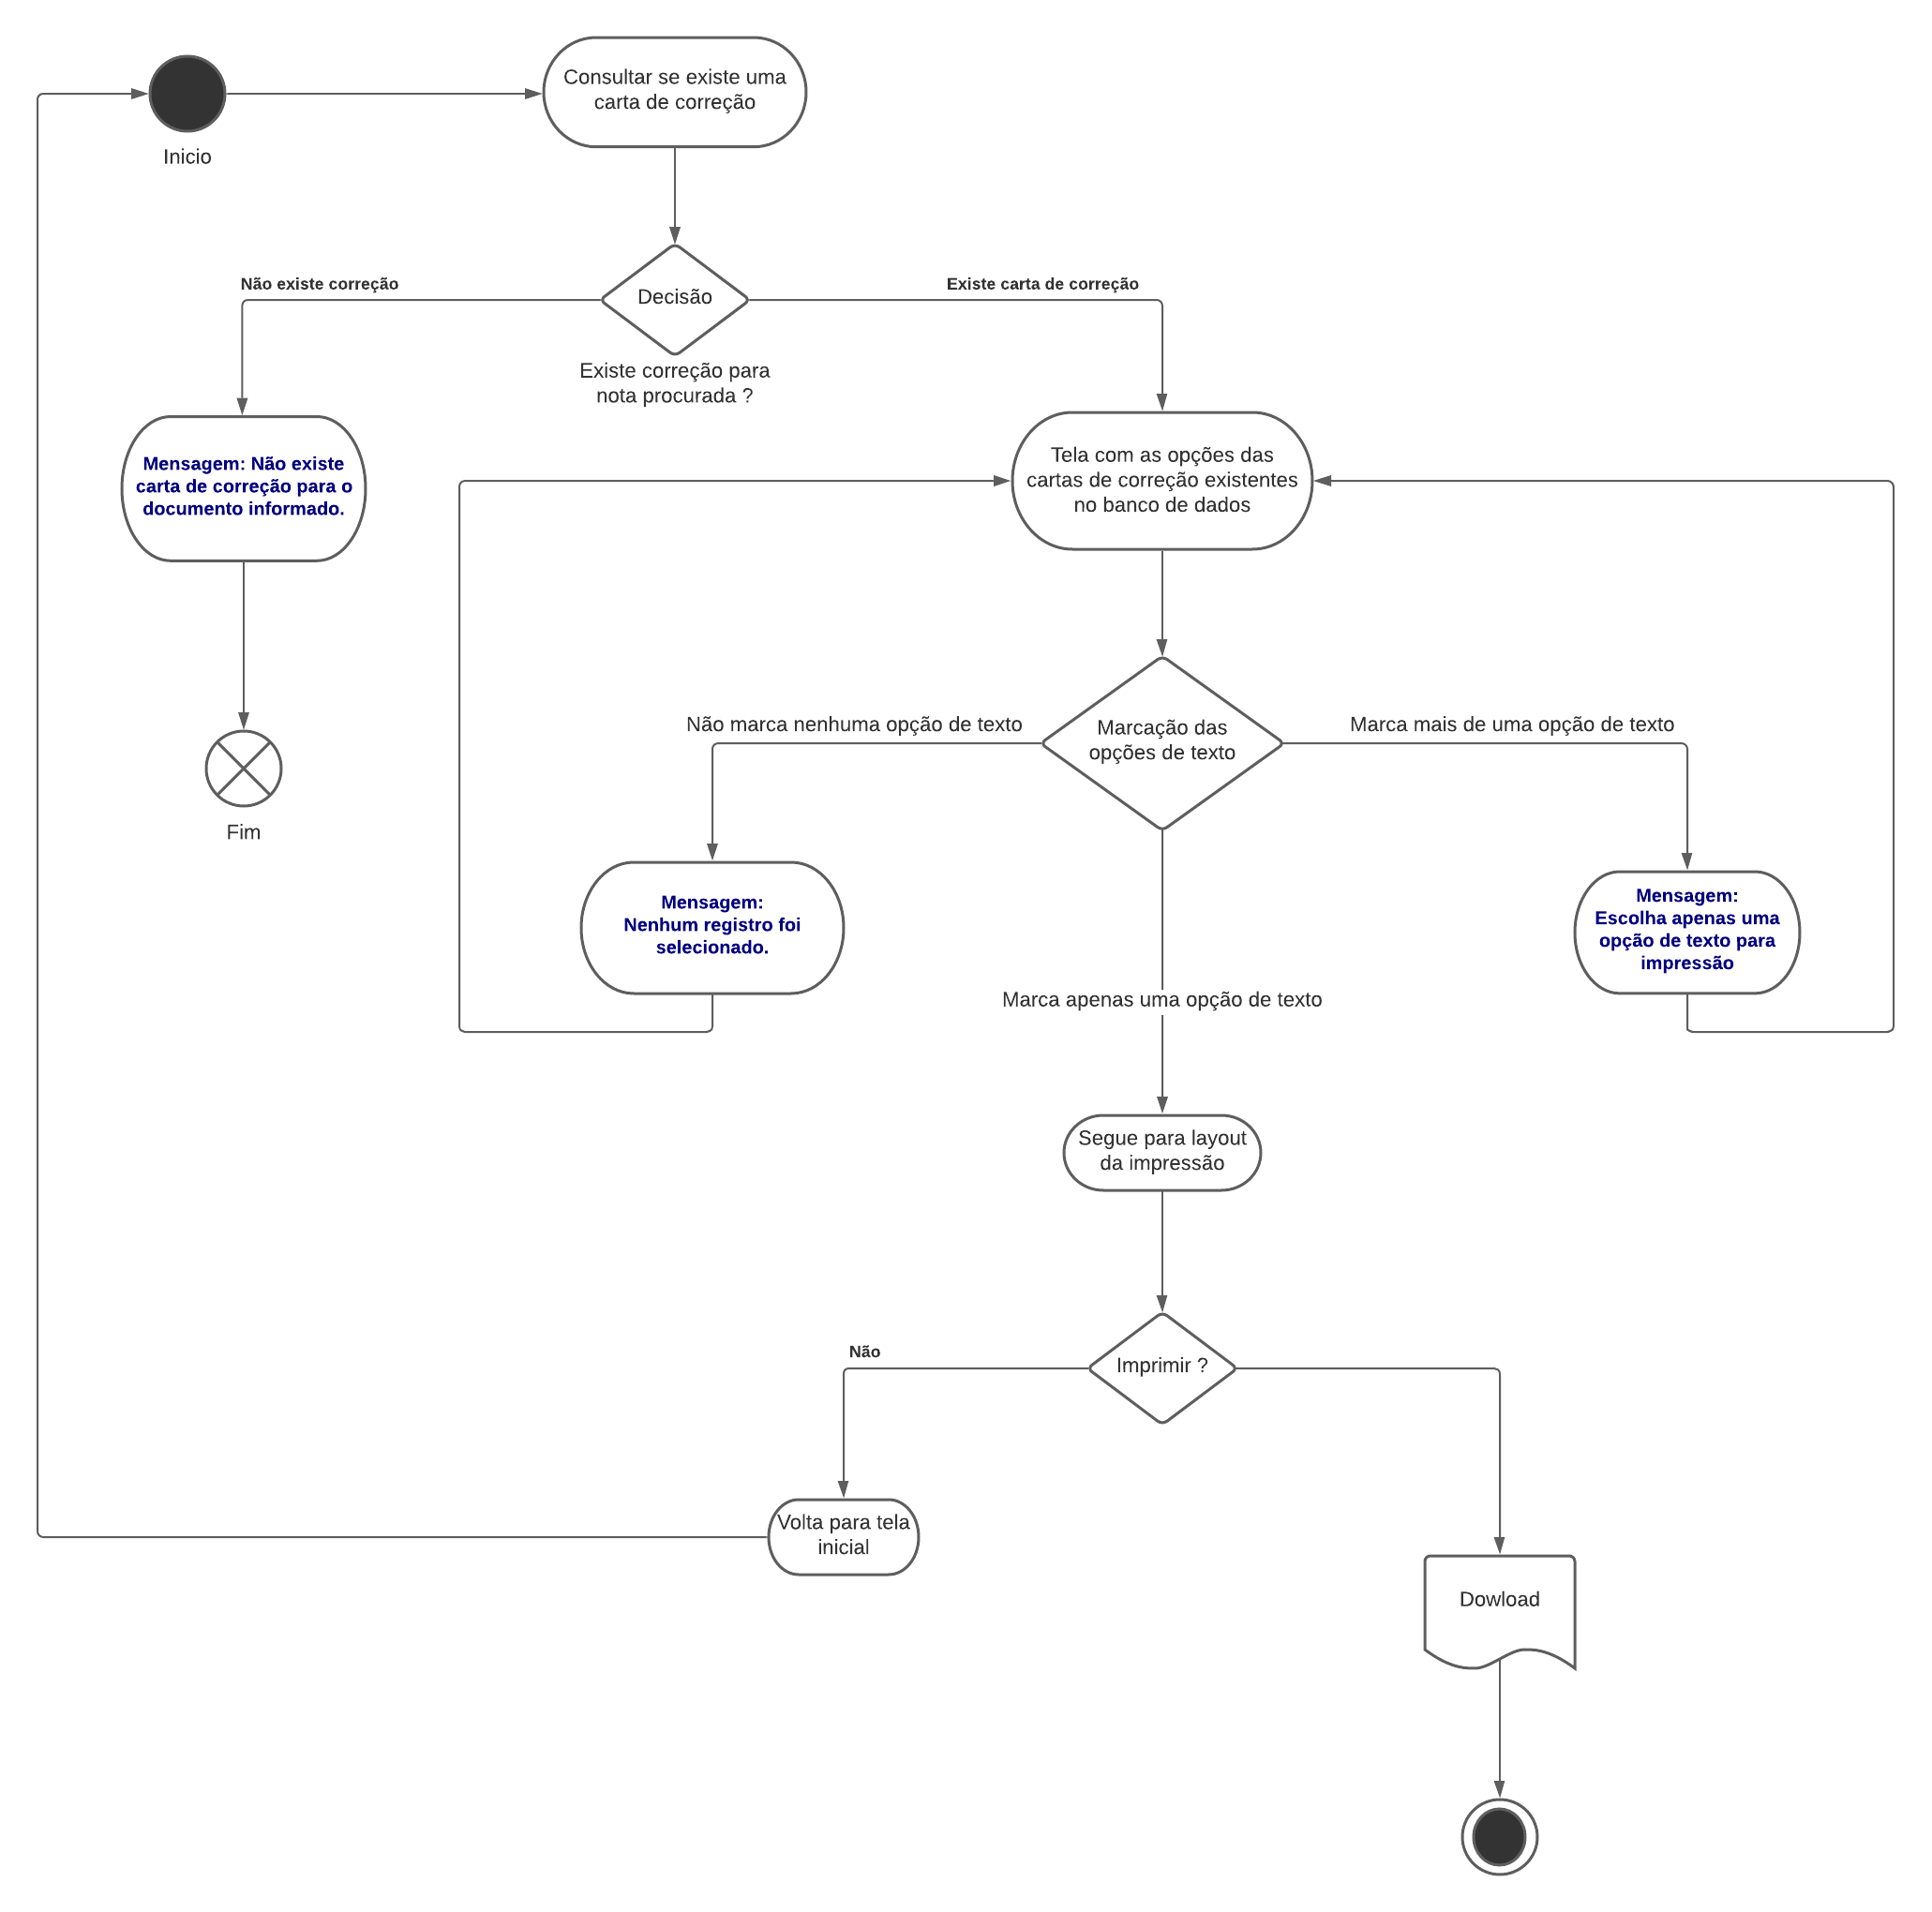 Consultar se existe uma
carta de correção
Inicio
Não existe correção
Decisão
Existe carta de correção
Existe correção para
nota procurada ?
Mensagem: Não existe
carta de correção para o
documento informado.
Tela com as opções das
cartas de correção existentes
no banco de dados
Não marca nenhuma opção de texto
Marcação das
opções de texto
Marca mais de uma opção de texto
Fim
Mensagem:
Nenhum registro foi
selecionado.
Mensagem:
Escolha apenas uma
opção de texto para
impressão
Marca apenas uma opção de texto
Segue para layout
da impressão
Não
Imprimir ?
Volta para tela
inicial
Dowload